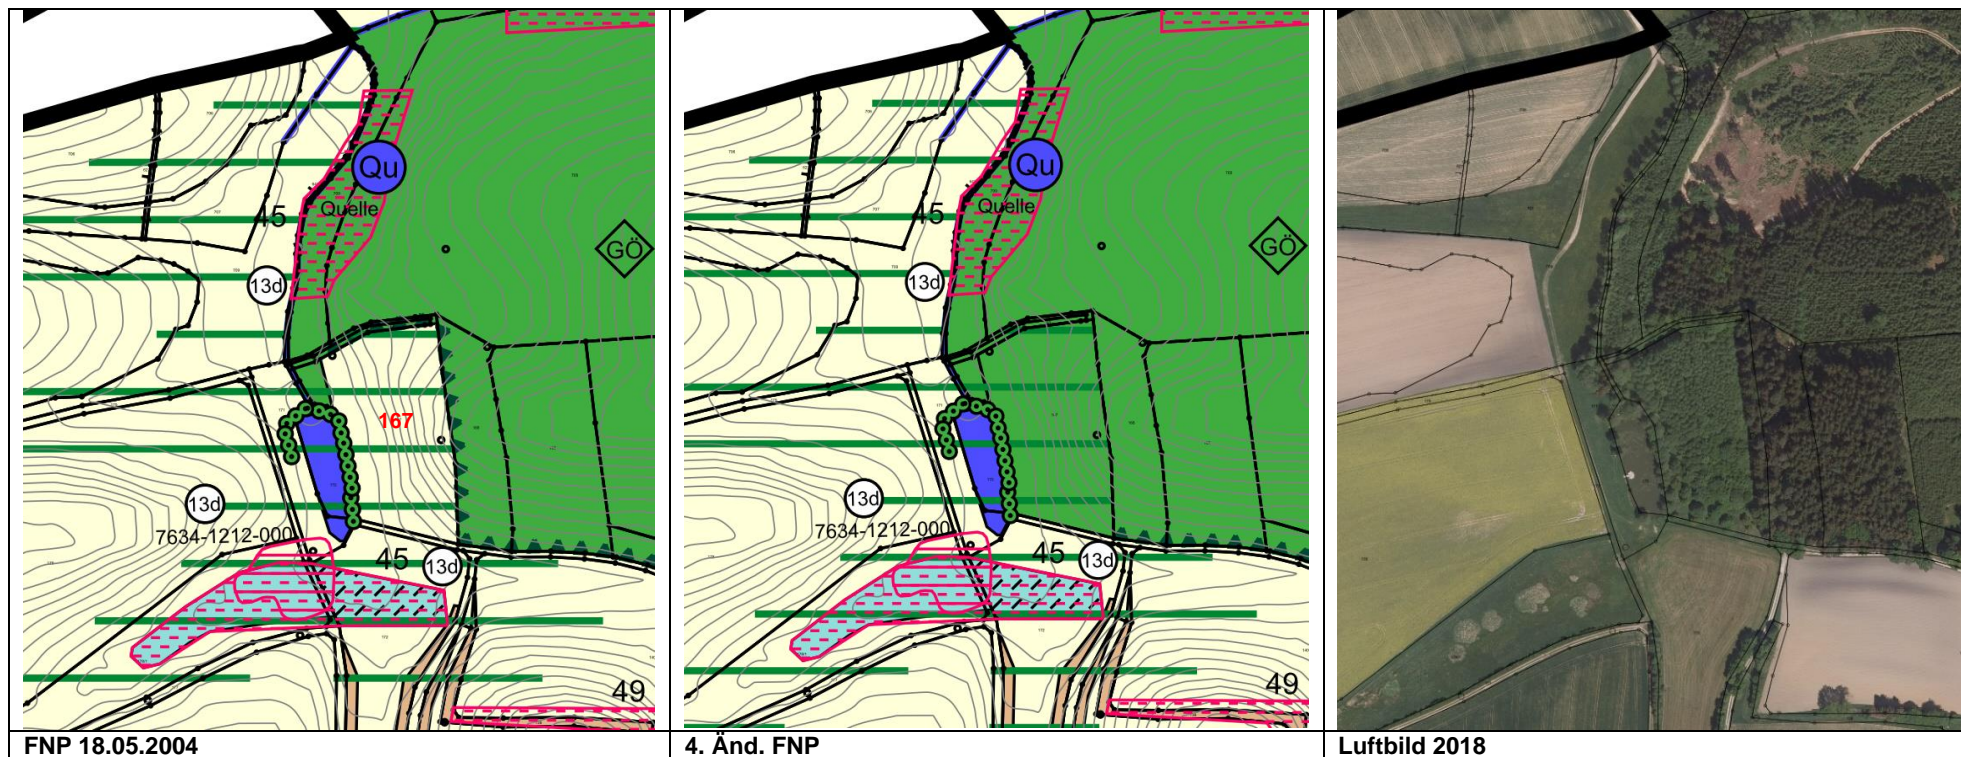 Qu
Quelle
45
GÖ
13d
167
13d
7634-1212-000
45
13d
49
FNP 18.05.2004
Qu
Quelle
45
GÖ
13d
13d
7634-1212-000
45
13d
49
4. Änd. FNP
Luftbild 2018